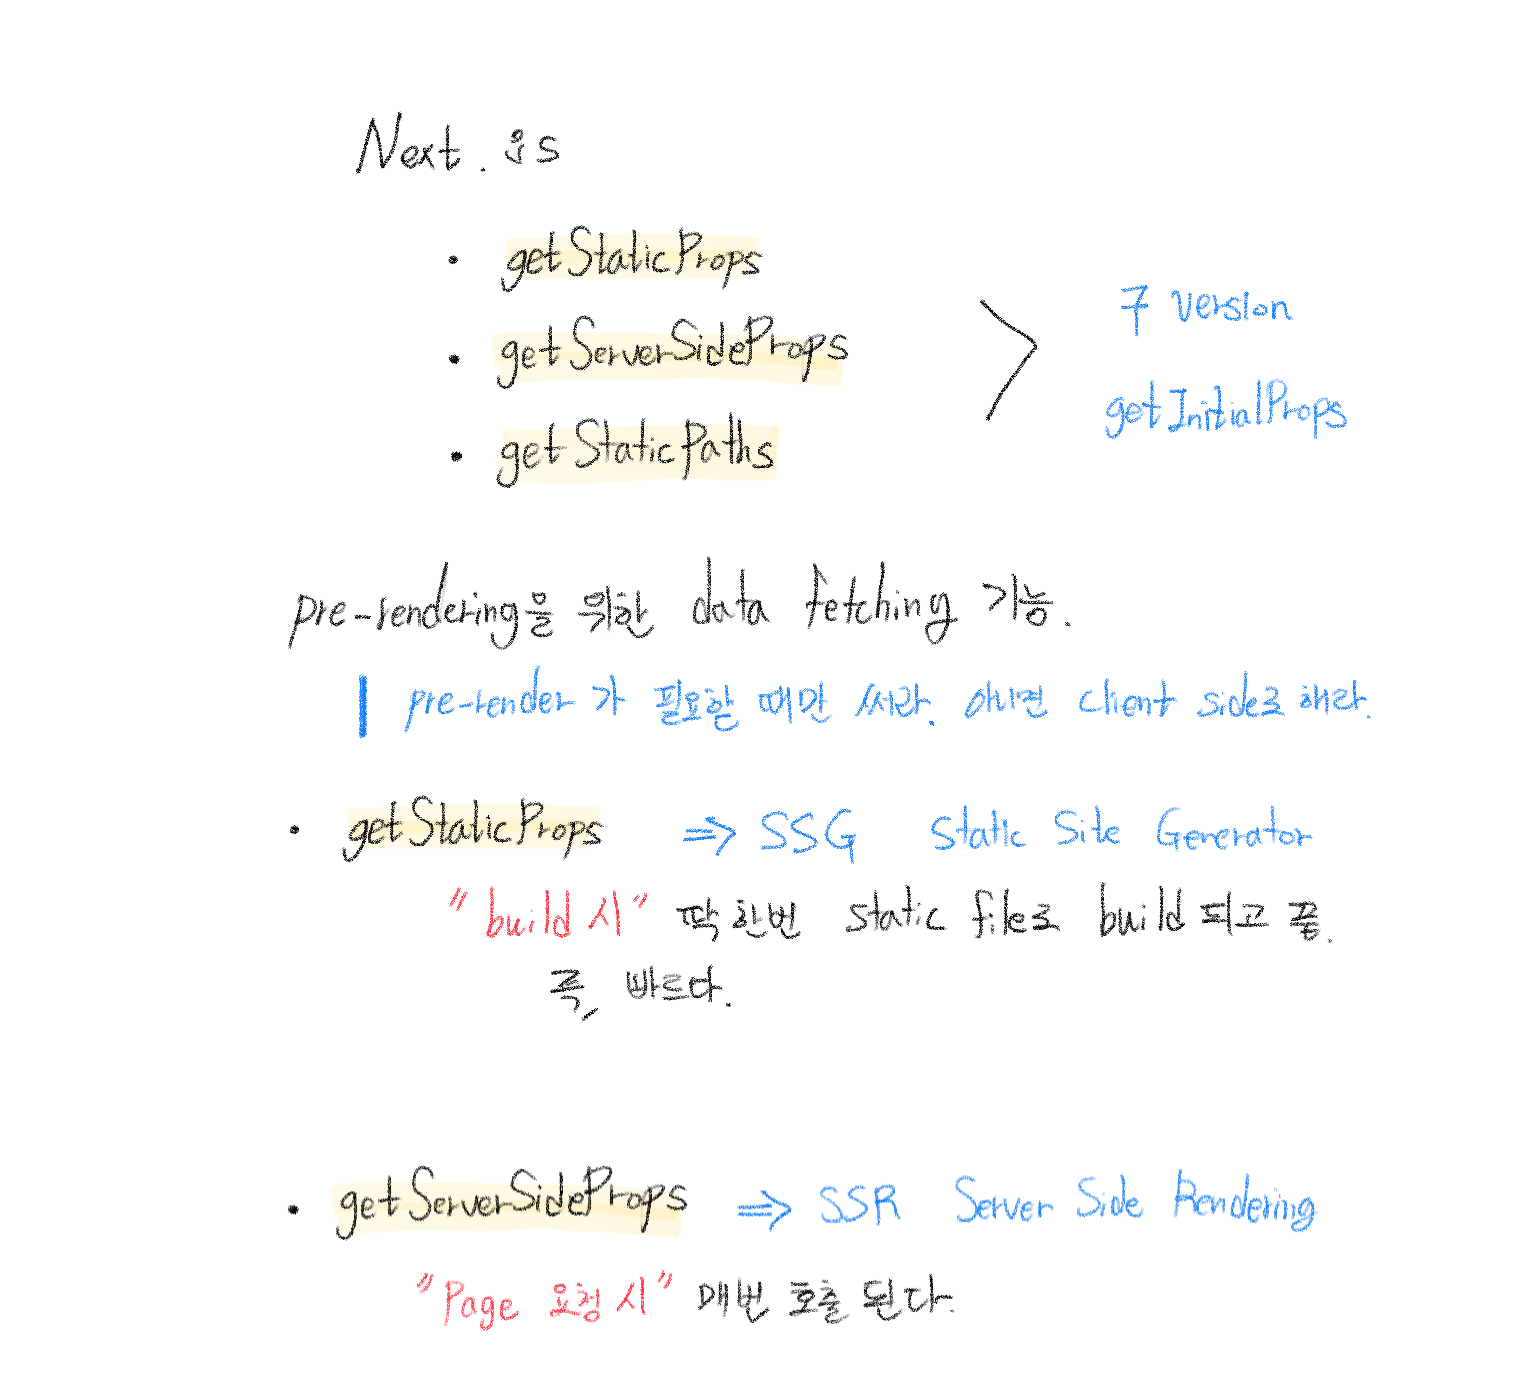 Next.js
• getStaticProps
• getServerSideProps
• getStaticPaths
> 7 version
getInitialProps
pre-rendering을 위한 data fetching 기능.
pre-render가 필요할 때만 써라. 아니면 client side로 해라.
• getStaticProps ⇒ SSG Static Site Generator
"build 시" 딱 한번 static file로 build 되고 끝.
즉, 빠르다.
• getServerSideProps ⇒ SSR Server Side Rendering
"Page 요청 시" 매번 호출 된다.